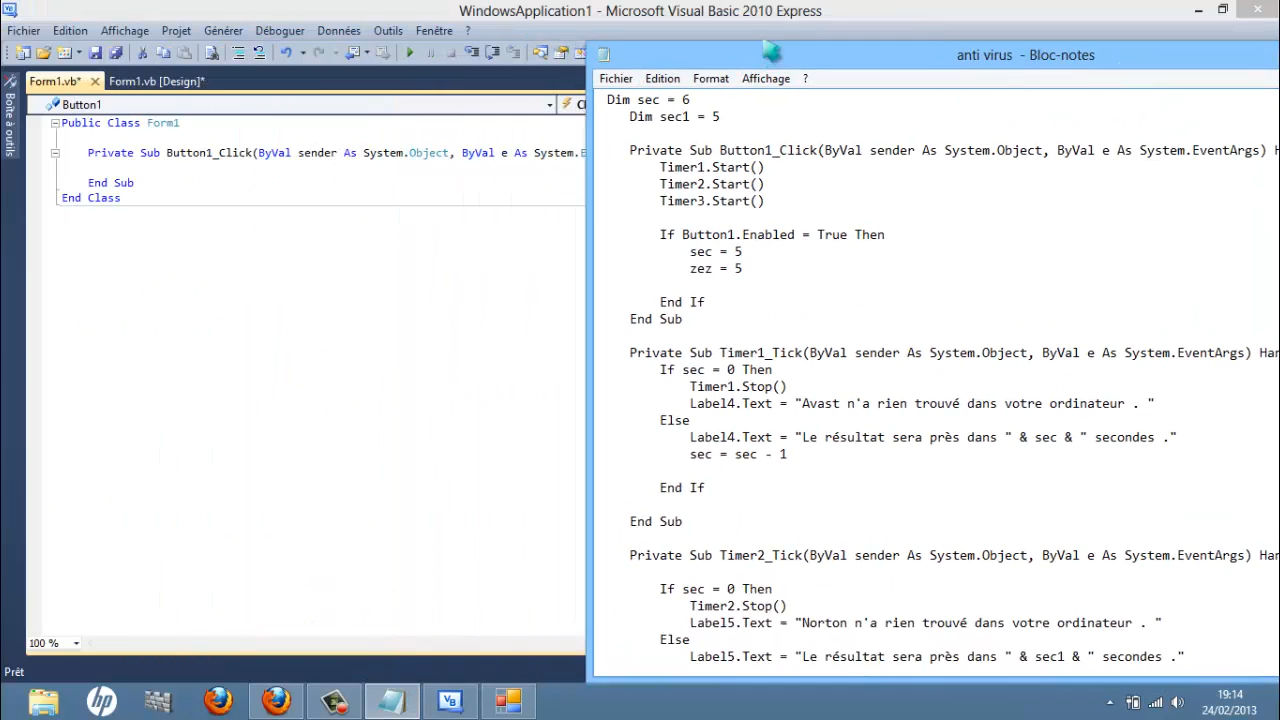 WindowsApplication1 - Microsoft Visual Basic 2010 Express
Fichier Edition Affichage Projet Générer Déboguer Données Outils Fenêtre ?
Form1.vb* Form1.vb [Design]*
Button1
Boîte à outils
Public Class Form1
Private Sub Button1_Click(ByVal sender As System.Object, ByVal e As System.E
End Sub
End Class
100 %
Prêt
anti virus - Bloc-notes
Fichier Edition Format Affichage ?
Dim sec = 6
Dim sec1 = 5
Private Sub Button1_Click(ByVal sender As System.Object, ByVal e As System.EventArgs) H
Timer1.Start()
Timer2.Start()
Timer3.Start()
If Button1.Enabled = True Then
sec = 5
zez = 5
End If
End Sub
Private Sub Timer1_Tick(ByVal sender As System.Object, ByVal e As System.EventArgs) Han
If sec = 0 Then
Timer1.Stop()
Label4.Text = "Avast n'a rien trouvé dans votre ordinateur . "
Else
Label4.Text = "Le résultat sera près dans " & sec & " secondes ."
sec = sec - 1
End If
End Sub
Private Sub Timer2_Tick(ByVal sender As System.Object, ByVal e As System.EventArgs) Han
If sec = 0 Then
Timer2.Stop()
Label5.Text = "Norton n'a rien trouvé dans votre ordinateur . "
Else
Label5.Text = "Le résultat sera près dans " & sec1 & " secondes ."
19:14
24/02/2013